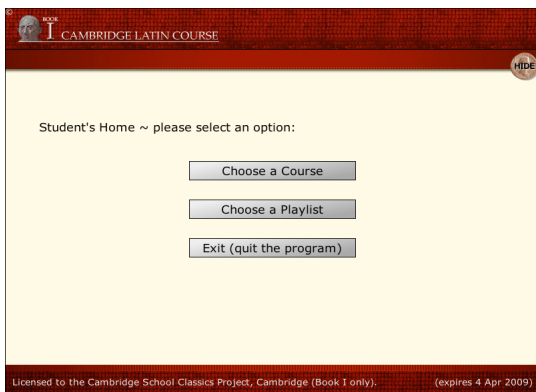 ©
BOOK
I CAMBRIDGE LATIN COURSE
HIDE
Student's Home ~ please select an option:
Choose a Course
Choose a Playlist
Exit (quit the program)
Licensed to the Cambridge School Classics Project, Cambridge (Book I only). (expires 4 Apr 2009)